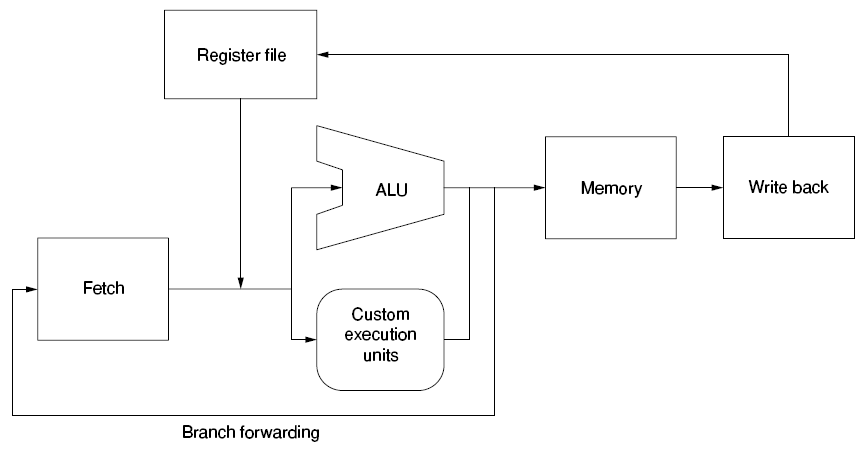 Register file
ALU
Memory
Write back
Fetch
Custom
execution
units
Branch forwarding